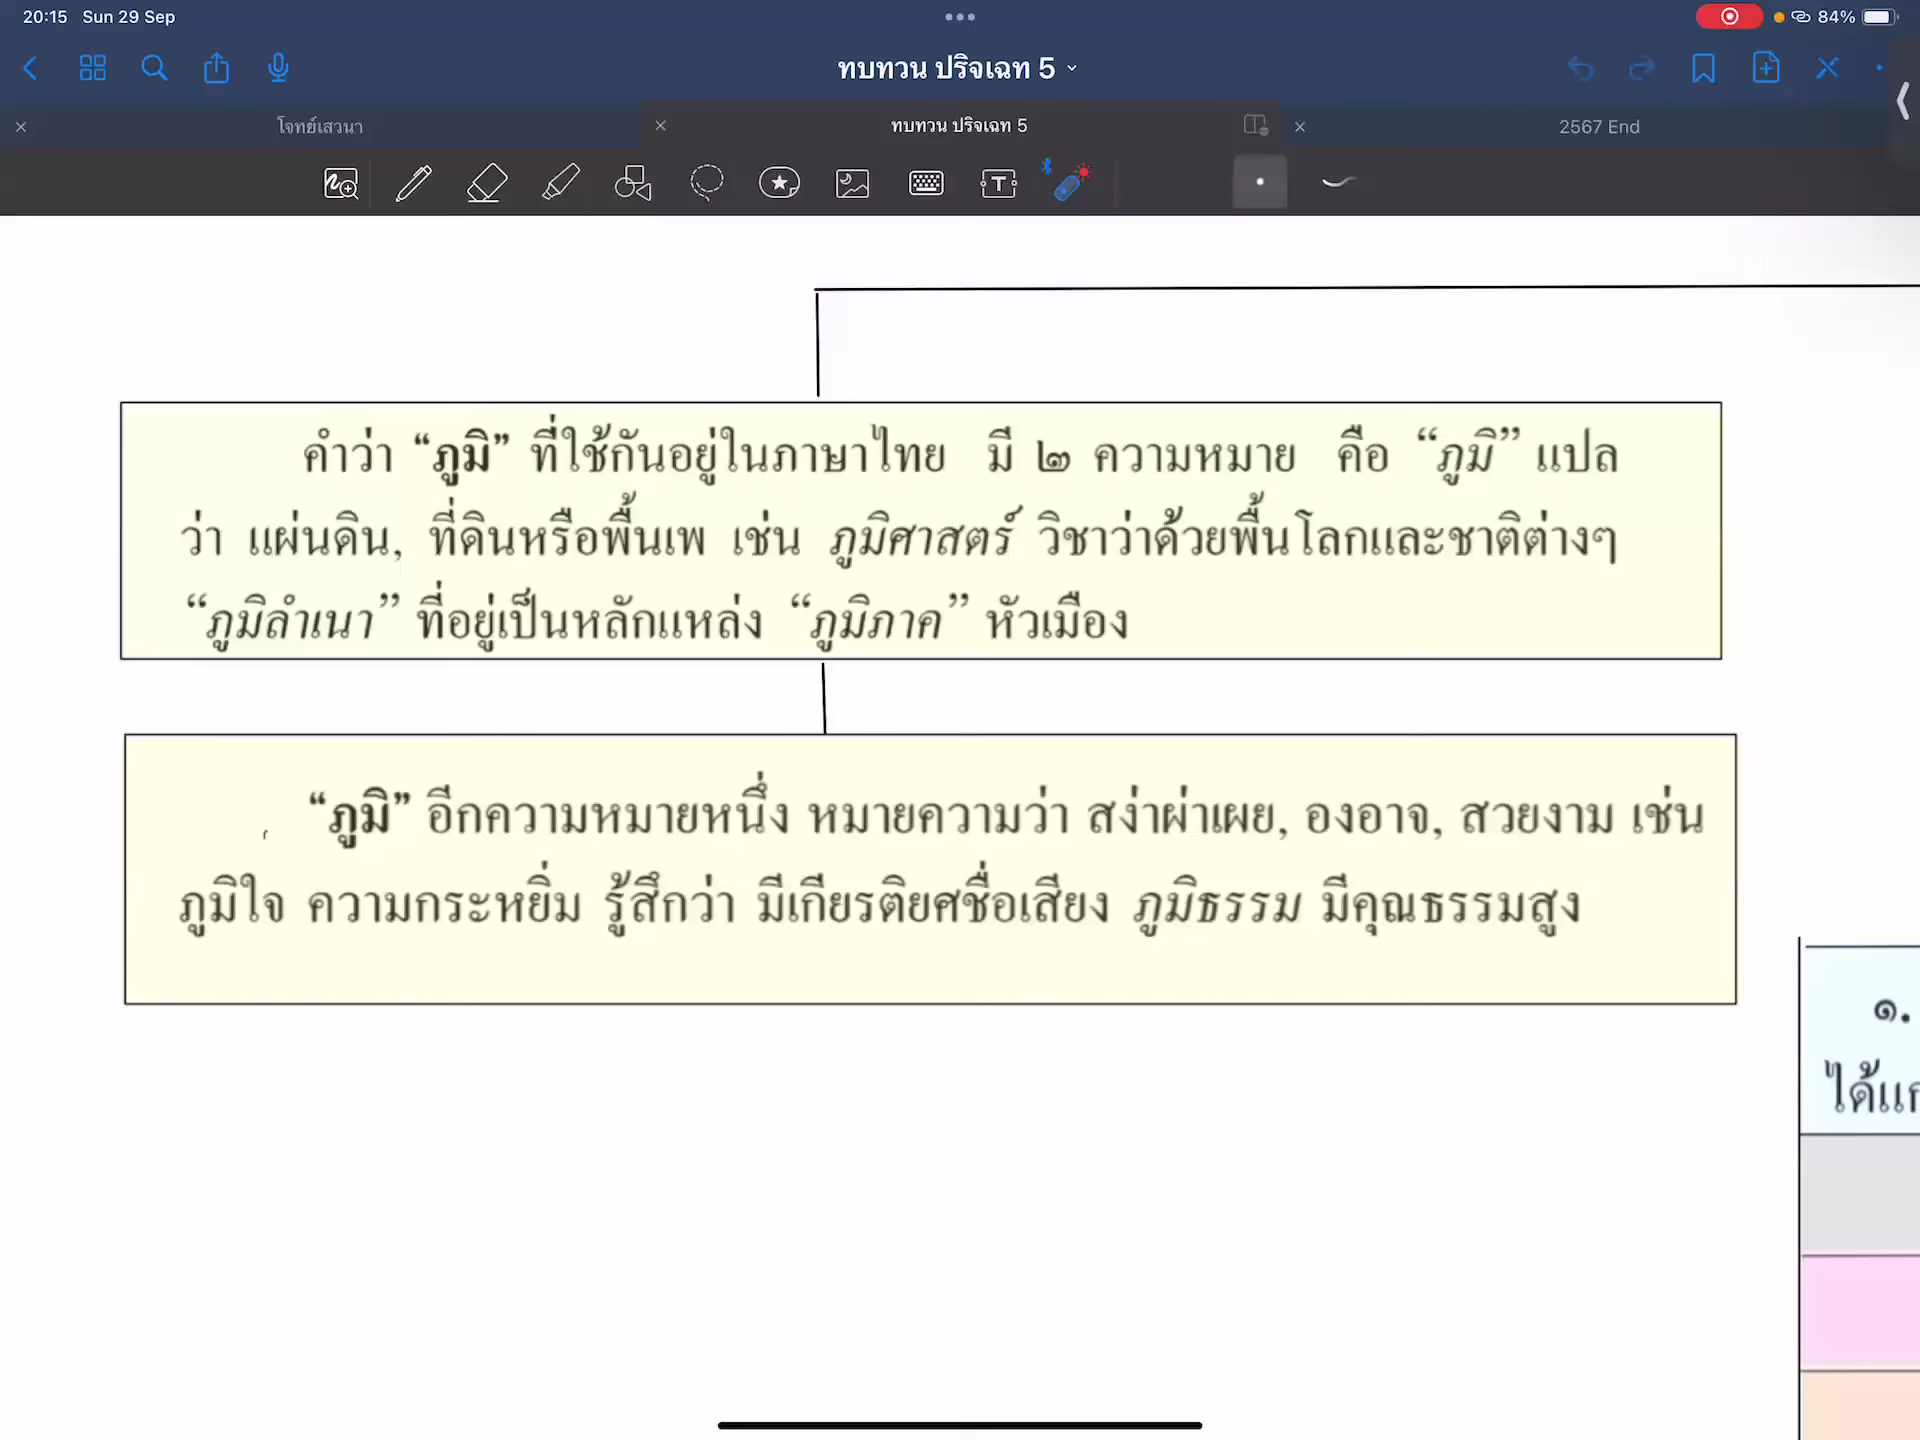 20:15 Sun 29 Sep
84%
ทบทวน ปริจเฉท 5
โจทย์เสวนา
ทบทวน ปริจเฉท 5
2567 End
คำว่า “ภูมิ” ที่ใช้กันอยู่ในภาษาไทย มี ๒ ความหมาย คือ “ภูมิ” แปล
ว่า แผ่นดิน, ที่ดินหรือพื้นเพ เช่น ภูมิศาสตร์ วิชาว่าด้วยพื้นโลกและชาติต่างๆ
“ภูมิลำเนา” ที่อยู่เป็นหลักแหล่ง “ภูมิภาค” หัวเมือง
“ภูมิ” อีกความหมายหนึ่ง หมายความว่า สง่าผ่าเผย, องอาจ, สวยงาม เช่น
ภูมิใจ ความกระหยิ่ม รู้สึกว่า มีเกียรติยศชื่อเสียง ภูมิธรรม มีคุณธรรมสูง
๑.